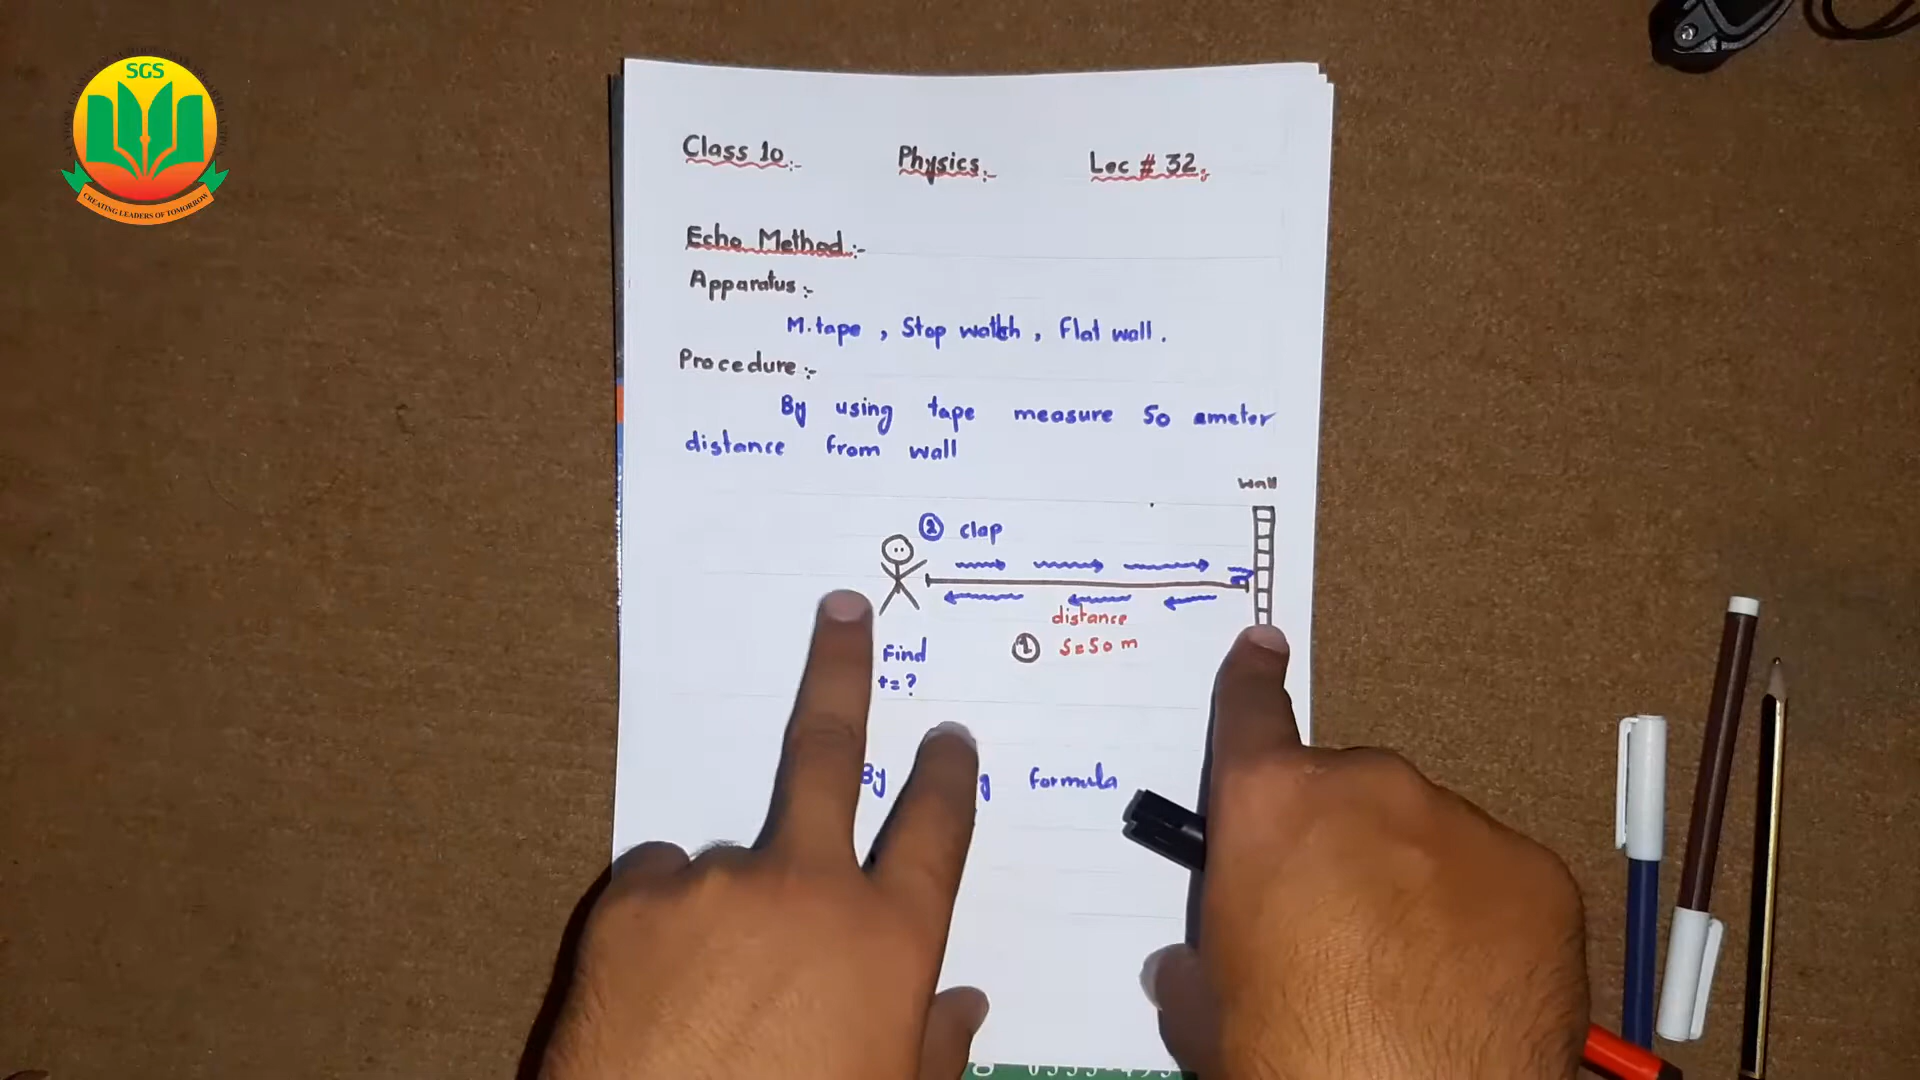 SGS
CREATING LEADERS OF TOMORROW
Class 10:- Physics:- Lec # 32.
Echo Method:-
Apparatus:-
M.tape , Stop watch , Flat wall .
Procedure:-
By using tape measure 50 ameter
distance from wall
wall
② clap
distance
① S=50 m
Find
t=?
By g formula